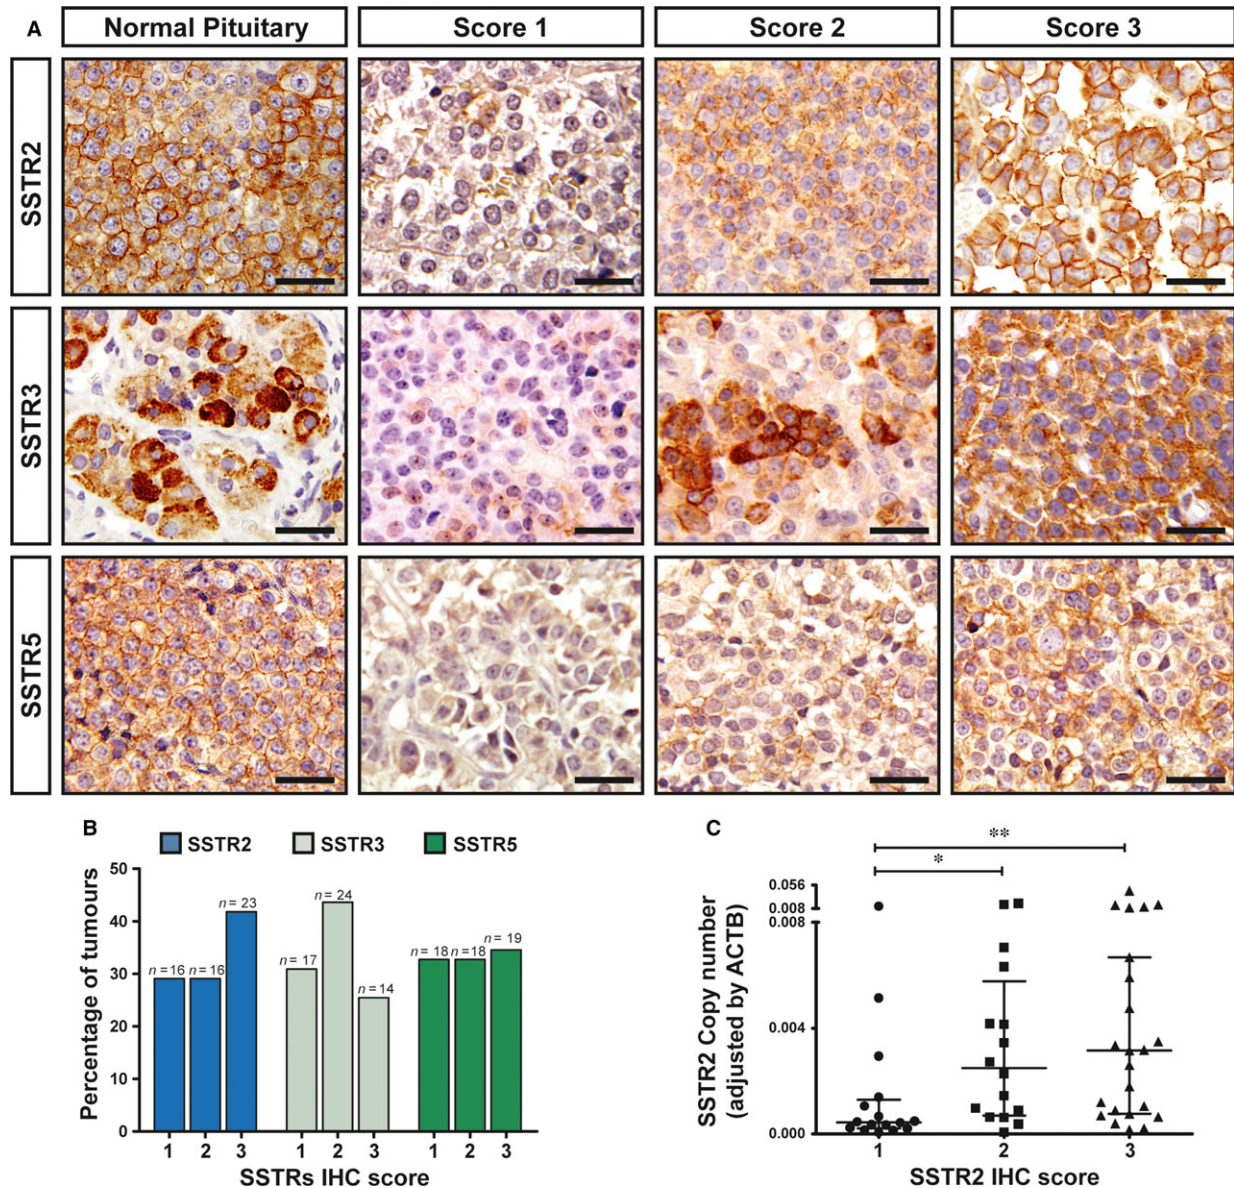 A
Normal Pituitary
Score 1
Score 2
Score 3
SSTR2
SSTR3
SSTR5
B
SSTR2
SSTR3
SSTR5
Percentage of tumours
50
40
30
20
10
0
n = 16
n = 16
n = 23
n = 17
n = 24
n = 14
n = 18
n = 18
n = 19
1 2 3 1 2 3 1 2 3
SSTRs IHC score
C
**
*
SSTR2 Copy number
(adjusted by ACTB)
0.056
0.008
0.008
0.004
0.000
1 2 3
SSTR2 IHC score